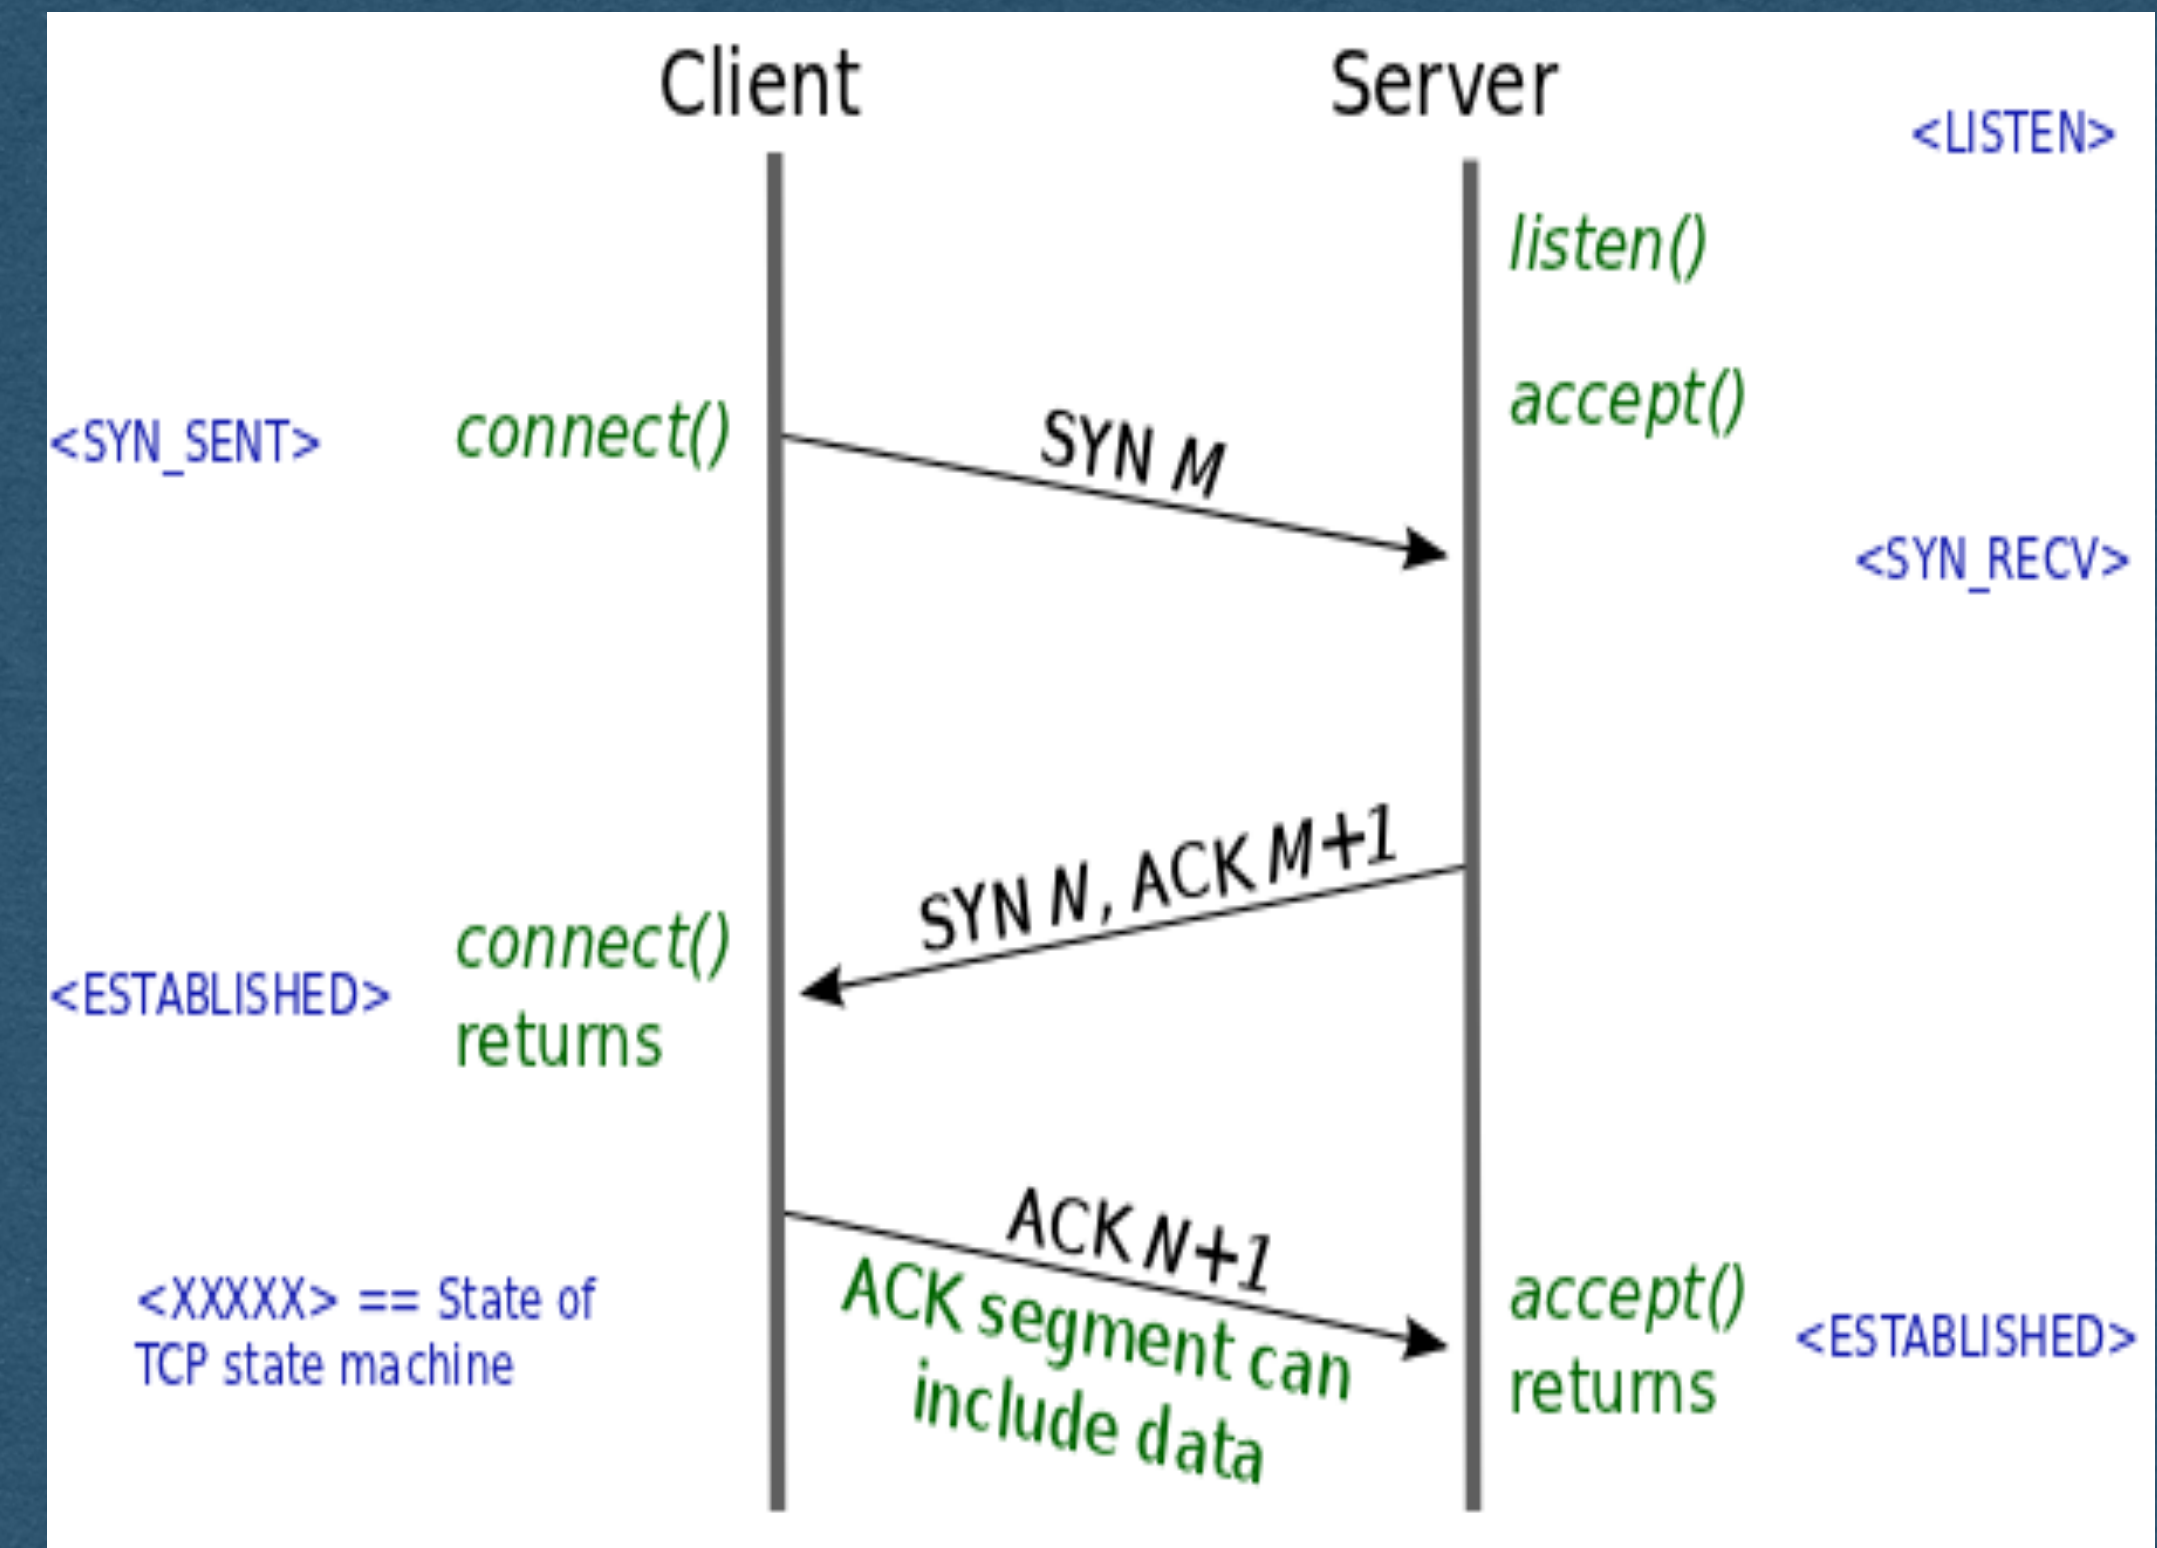 Client
Server
<LISTEN>
listen()
accept()
<SYN_SENT>
connect()
SYN M
<SYN_RECV>
SYN N, ACK M+1
connect()
returns
<ESTABLISHED>
ACK N+1
ACK segment can
include data
accept()
returns
<ESTABLISHED>
<XXXXX> == State of
TCP state machine